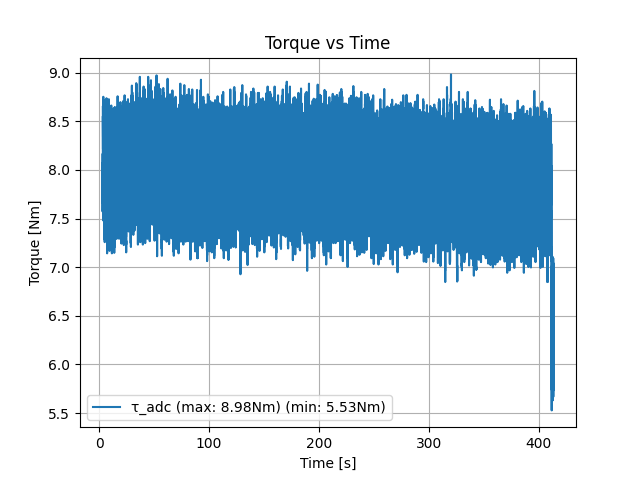 Torque vs Time
9.0
8.5
8.0
7.5
7.0
6.5
6.0
5.5
Torque [Nm]
τ_adc (max: 8.98Nm) (min: 5.53Nm)
0 100 200 300 400
Time [s]